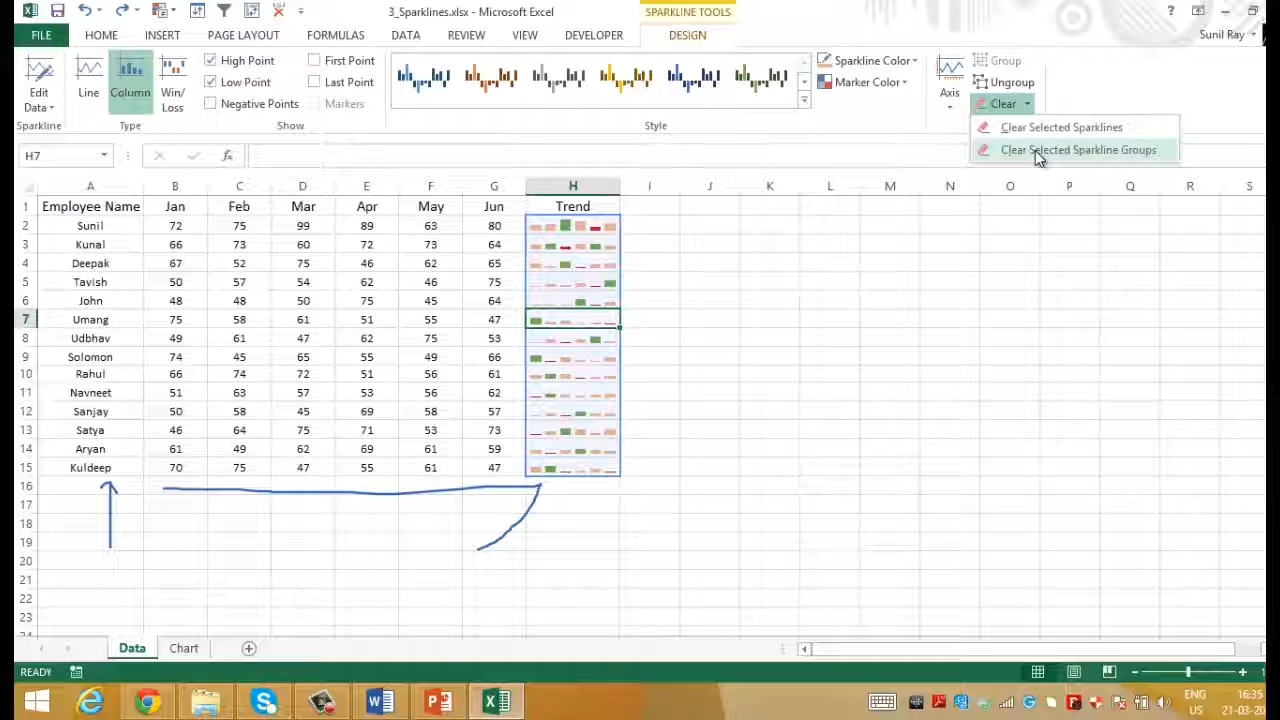 3_Sparklines.xlsx - Microsoft Excel
SPARKLINE TOOLS
?
FILE HOME INSERT PAGE LAYOUT FORMULAS DATA REVIEW VIEW DEVELOPER DESIGN Sunil Ray
Edit Data
Line
Column
Win/Loss
High Point First Point
Low Point Last Point
Negative Points Markers
Sparkline Color
Marker Color
Axis
Group
Ungroup
Clear
Sparkline Type Show Style
Clear Selected Sparklines
Clear Selected Sparkline Groups
H7 fx
A B C D E F G H I J K L M N O P Q R S
1 Employee Name Jan Feb Mar Apr May Jun Trend
2 Sunil 72 75 99 89 63 80
3 Kunal 66 73 60 72 73 64
4 Deepak 67 52 75 46 62 65
5 Tavish 50 57 54 62 46 75
6 John 48 48 50 75 45 64
7 Umang 75 58 61 51 55 47
8 Udbhav 49 61 47 62 75 53
9 Solomon 74 45 65 55 49 66
10 Rahul 66 74 72 51 56 61
11 Navneet 51 63 57 53 56 62
12 Sanjay 50 58 45 69 58 57
13 Satya 46 64 75 71 53 73
14 Aryan 61 49 62 69 61 59
15 Kuldeep 70 75 47 55 61 47
16
17
18
19
20
21
22
23
Data Chart
READY
ENG 16:35
US 21-03-20